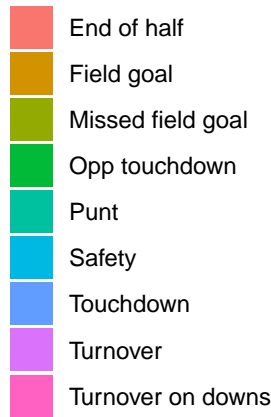 End of half
Field goal
Missed field goal
Opp touchdown
Punt
Safety
Touchdown
Turnover
Turnover on downs